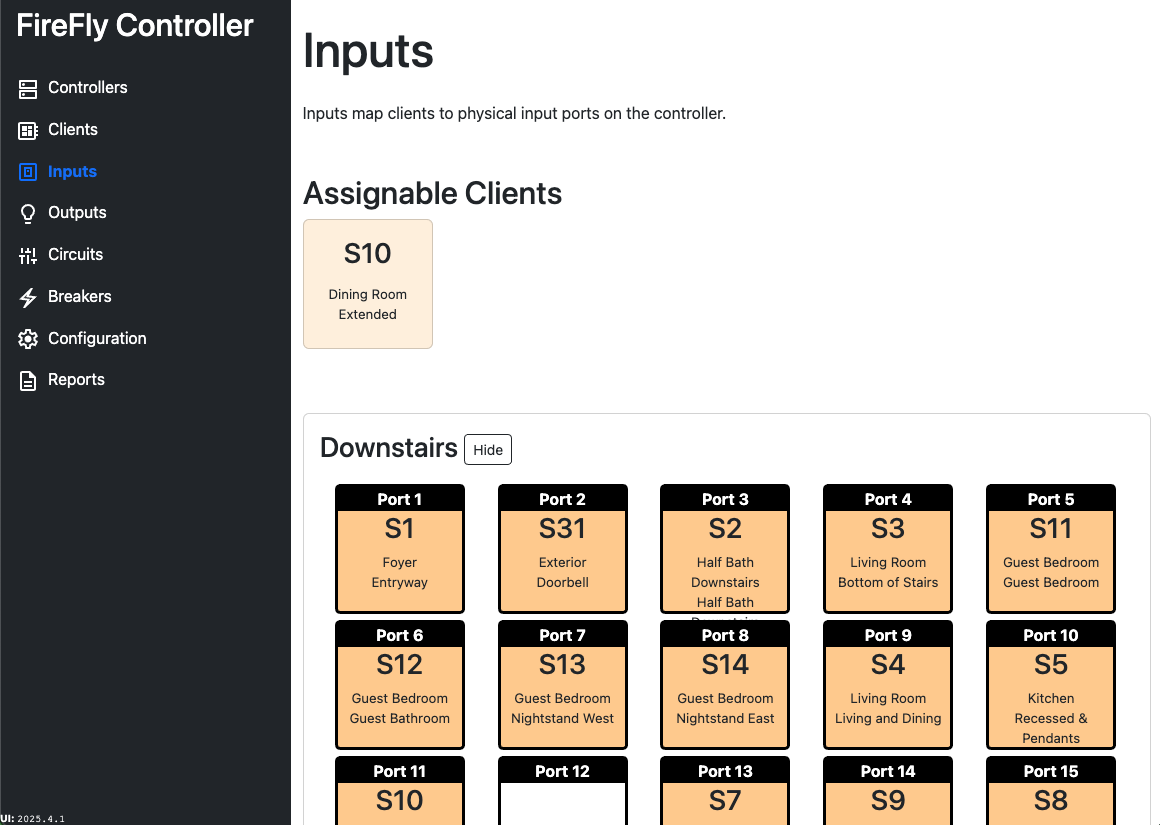 FireFly Controller
Controllers
Clients
Inputs
Outputs
Circuits
Breakers
Configuration
Reports
UI: 2025.4.1
Inputs
Inputs map clients to physical input ports on the controller.
Assignable Clients
S10
Dining Room
Extended
Downstairs
Hide
Port 1
S1
Foyer
Entryway
Port 2
S31
Exterior
Doorbell
Port 3
S2
Half Bath
Downstairs
Half Bath
Port 4
S3
Living Room
Bottom of Stairs
Port 5
S11
Guest Bedroom
Guest Bedroom
Port 6
S12
Guest Bedroom
Guest Bathroom
Port 7
S13
Guest Bedroom
Nightstand West
Port 8
S14
Guest Bedroom
Nightstand East
Port 9
S4
Living Room
Living and Dining
Port 10
S5
Kitchen
Recessed &
Pendants
Port 11
S10
Port 12
Port 13
S7
Port 14
S9
Port 15
S8